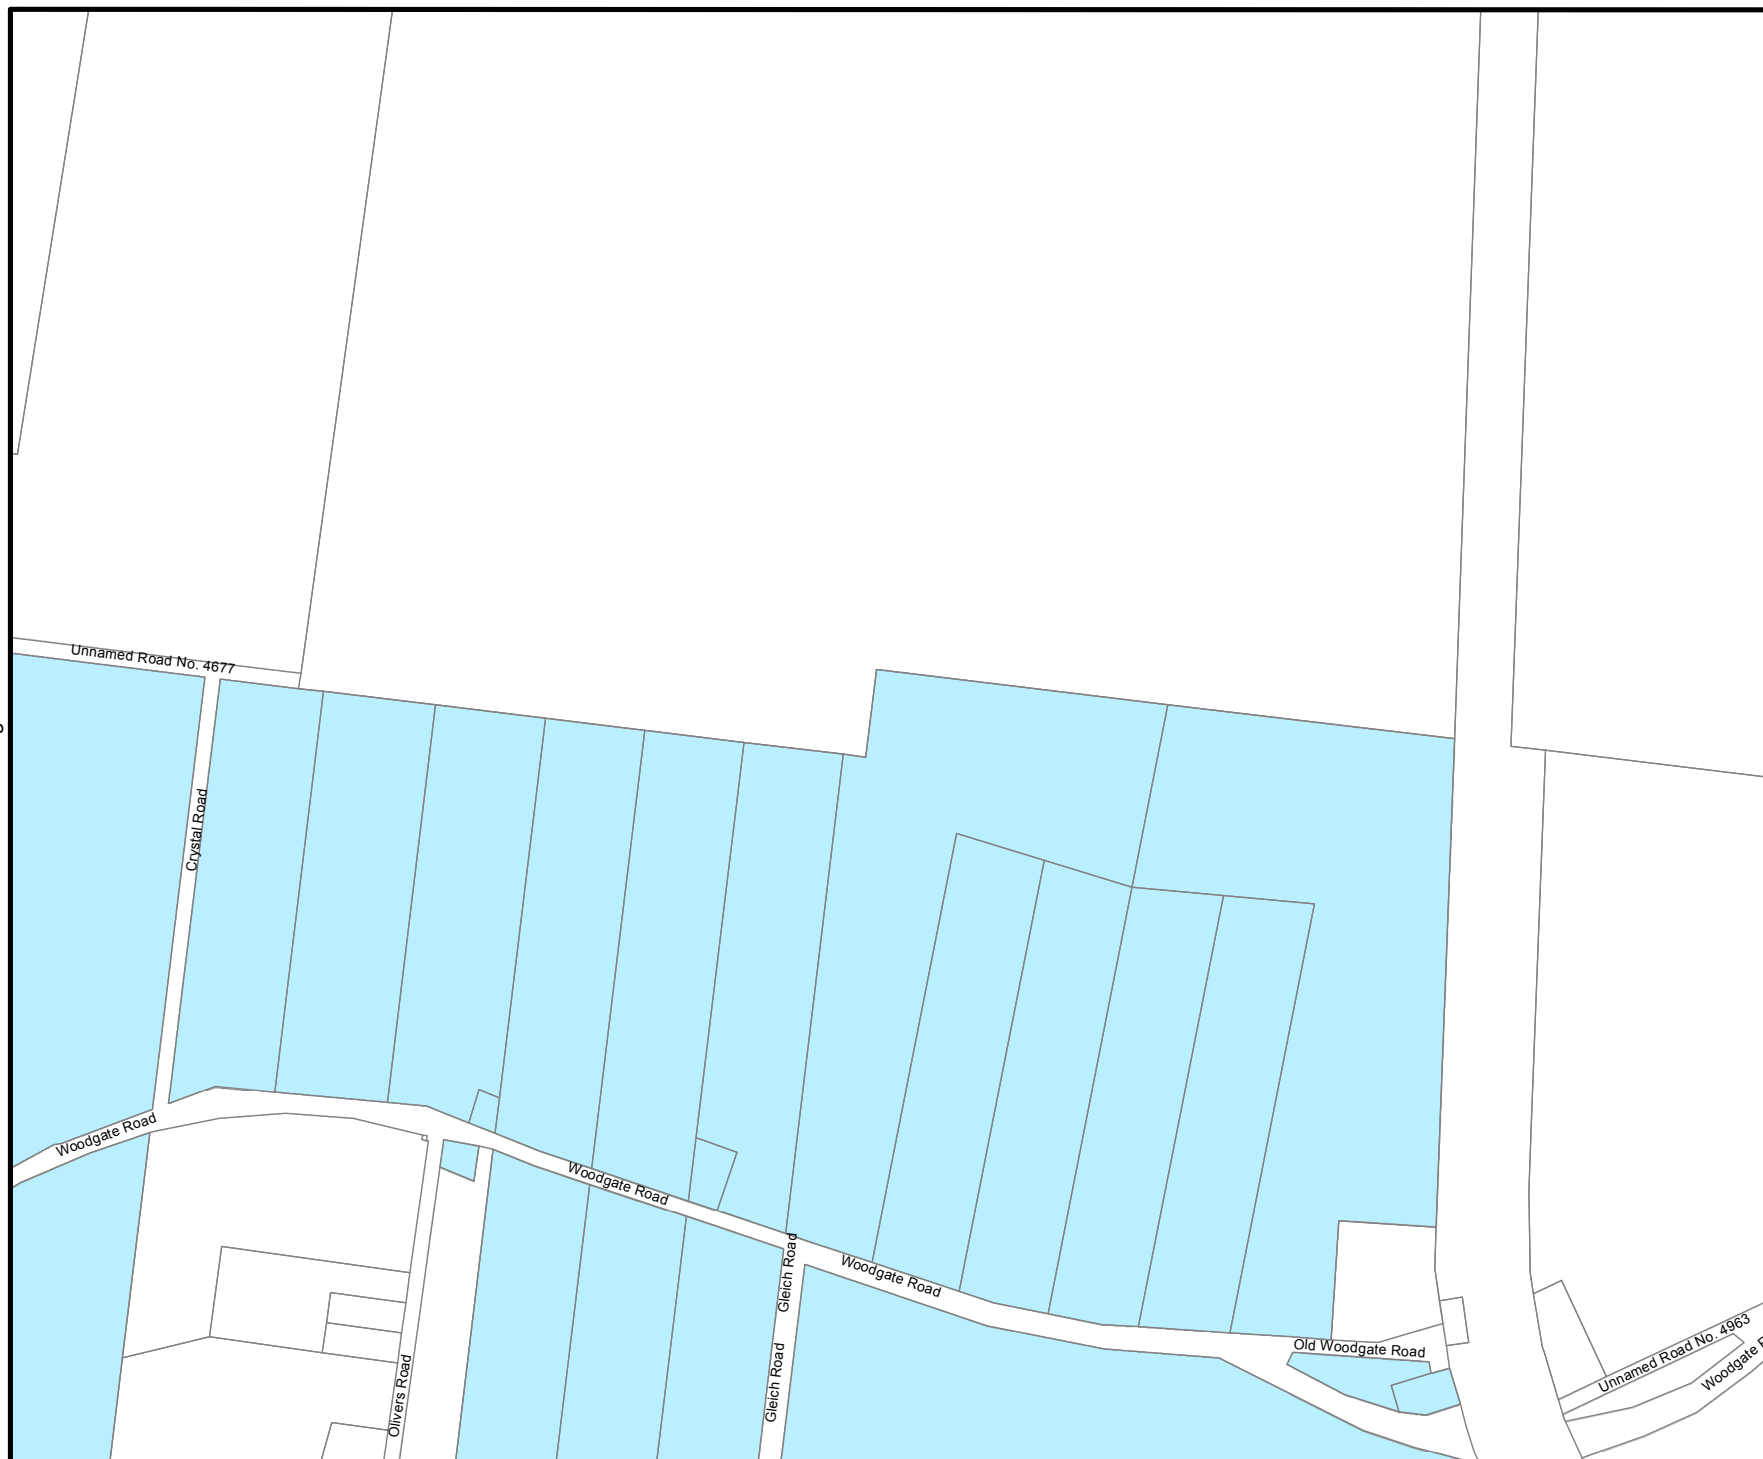 Unnamed Road No. 4677
Crystal Road
Woodgate Road
Woodgate Road
Gleich Road
Woodgate Road
Old Woodgate Road
Unnamed Road No. 4963
Woodgate
Olivers Road
Gleich Road